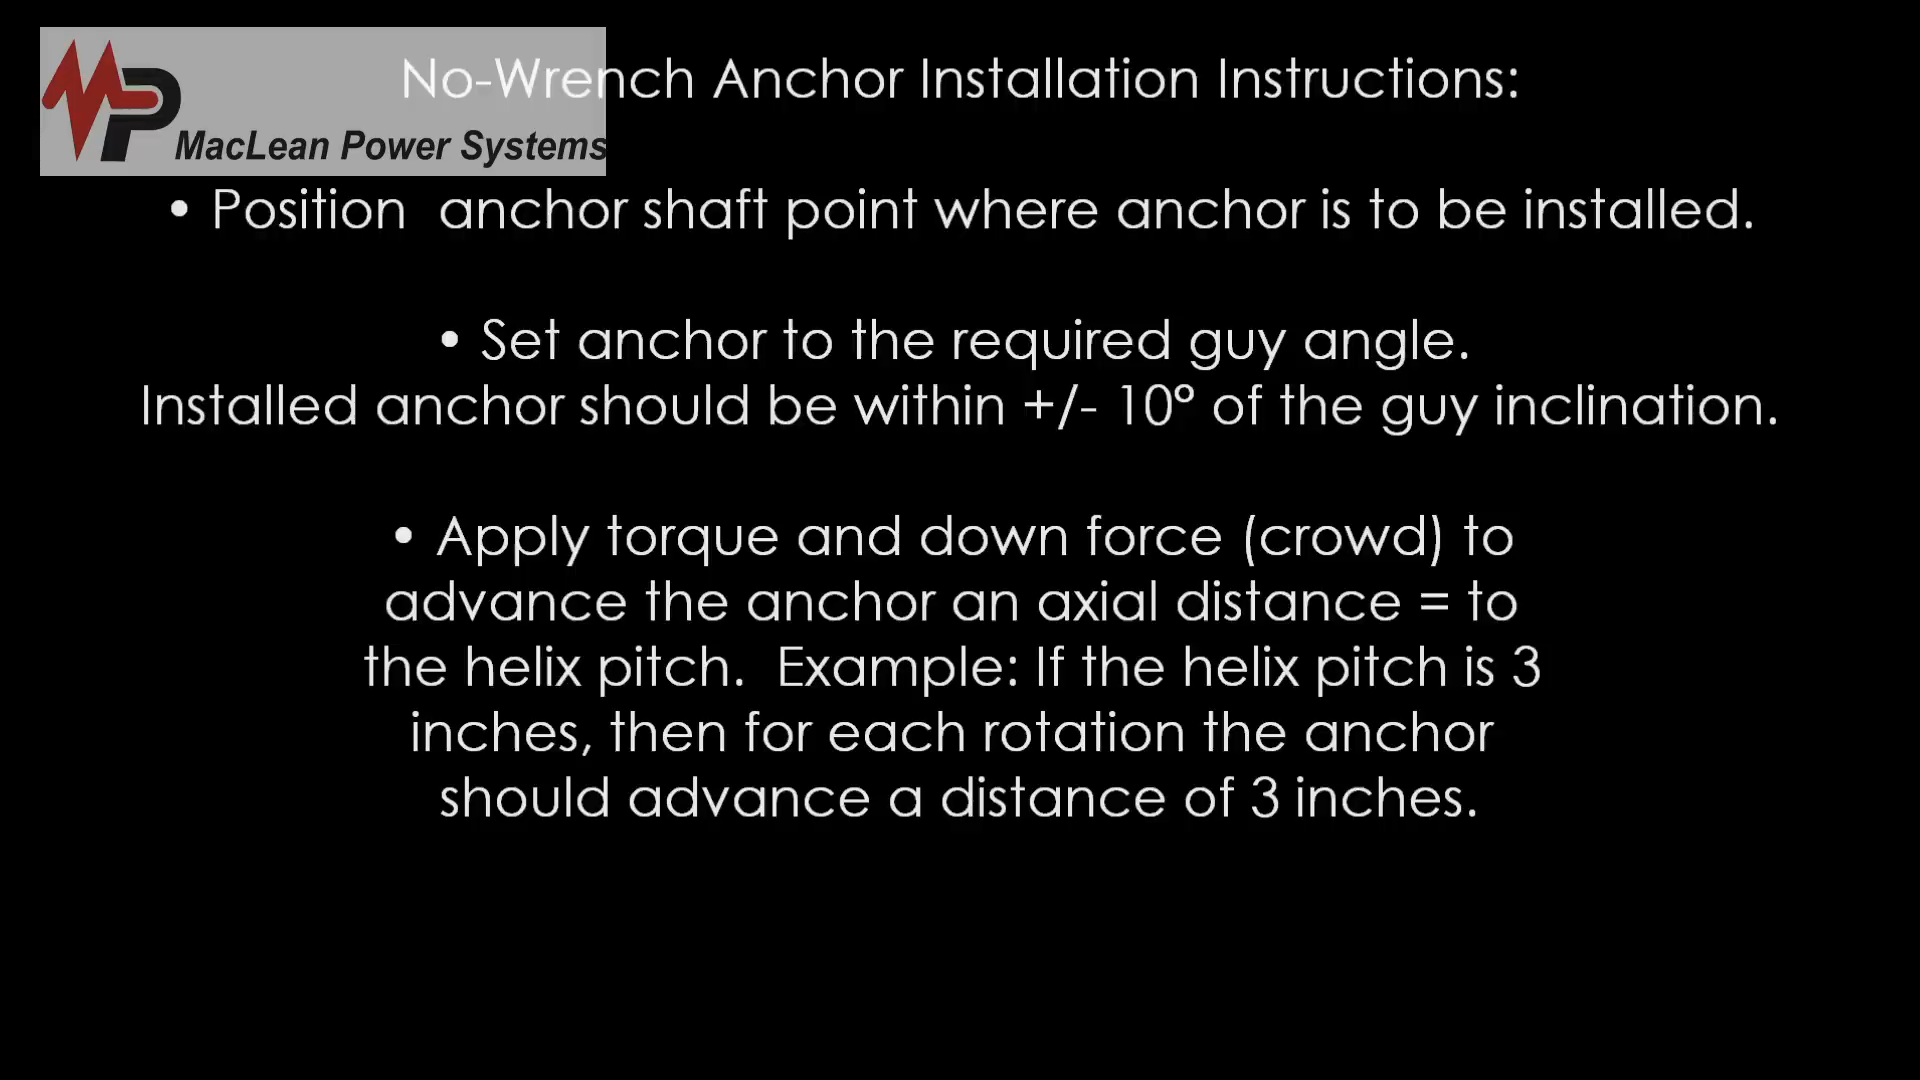 No-Wrench Anchor Installation Instructions:
MacLean Power Systems
• Position  anchor shaft point where anchor is to be installed.
• Set anchor to the required guy angle.
Installed anchor should be within +/- 10° of the guy inclination.
• Apply torque and down force (crowd) to
advance the anchor an axial distance = to
the helix pitch.  Example: If the helix pitch is 3
inches, then for each rotation the anchor
should advance a distance of 3 inches.